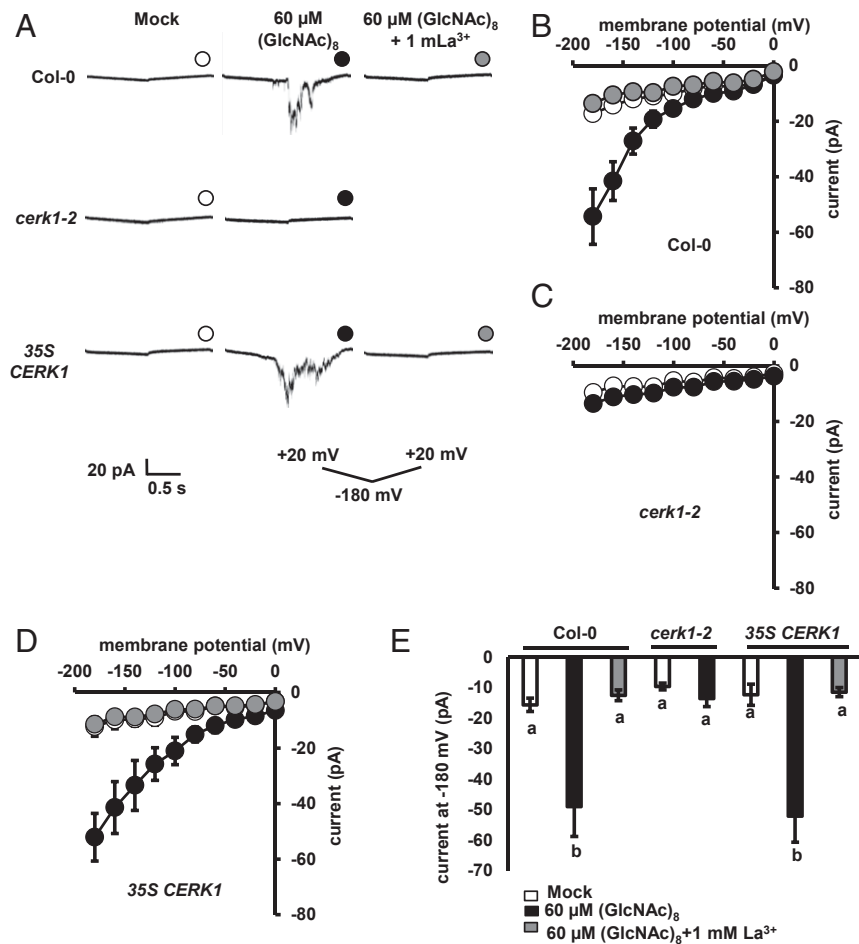 A
Mock
60 µM (GlcNAc)₈
60 µM (GlcNAc)₈ + 1 mLa³⁺
Col-0
cerk1-2
35S CERK1
20 pA
0.5 s
+20 mV
+20 mV
-180 mV
B
membrane potential (mV)
-200 -150 -100 -50 0
0
-20
-40
-60
-80
current (pA)
Col-0
C
membrane potential (mV)
-200 -150 -100 -50 0
0
-20
-40
-60
-80
current (pA)
cerk1-2
D
membrane potential (mV)
-200 -150 -100 -50 0
0
-20
-40
-60
-80
current (pA)
35S CERK1
E
Col-0 cerk1-2 35S CERK1
0
-10
-20
-30
-40
-50
-60
-70
current at -180 mV (pA)
a b a a a a b a
Mock
60 µM (GlcNAc)₈
60 µM (GlcNAc)₈+1 mM La³⁺